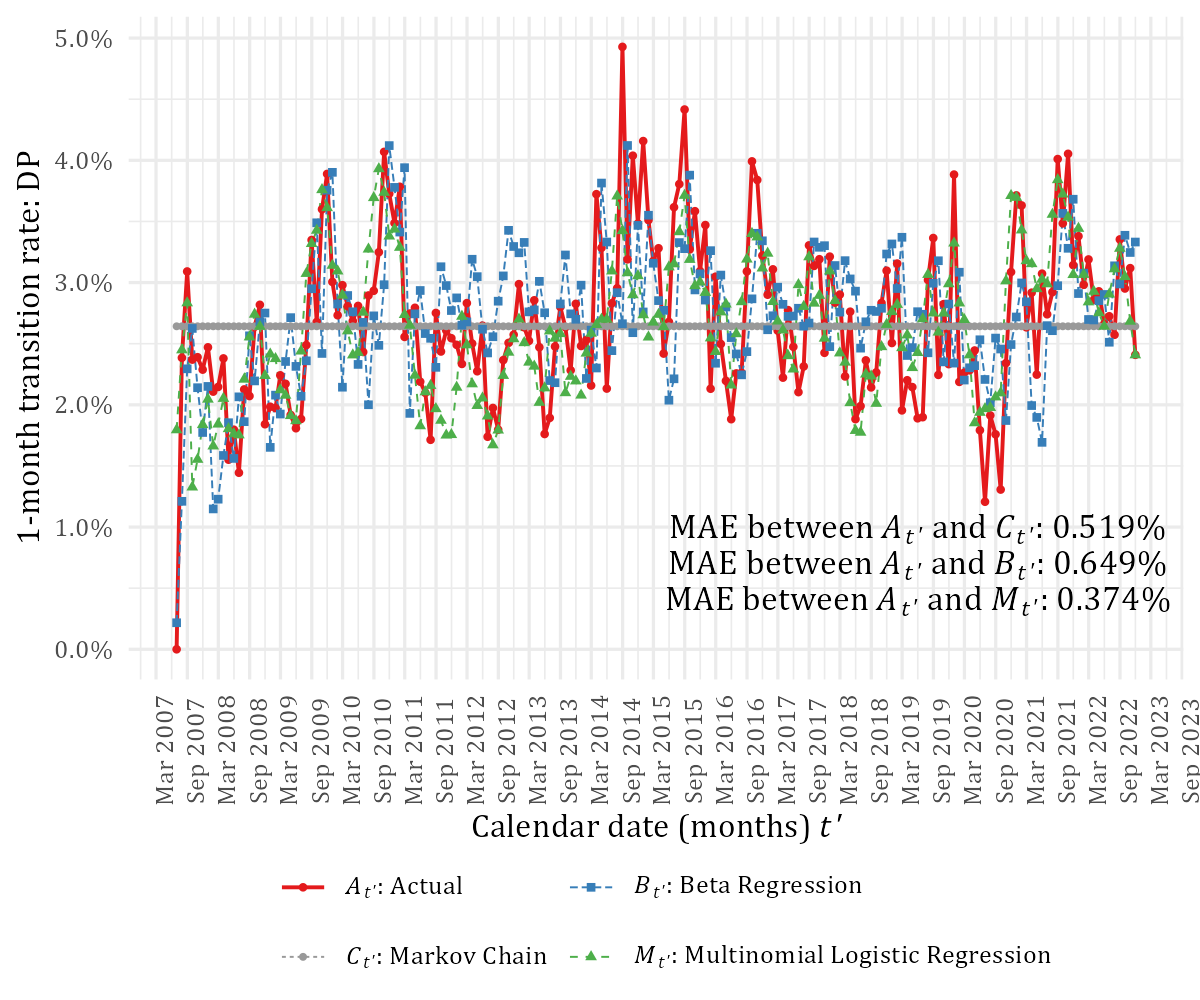 1-month transition rate: DP
5.0%
4.0%
3.0%
2.0%
1.0%
0.0%
MAE between A_t′ and C_t′: 0.519%
MAE between A_t′ and B_t′: 0.649%
MAE between A_t′ and M_t′: 0.374%
Mar 2007
Sep 2007
Mar 2008
Sep 2008
Mar 2009
Sep 2009
Mar 2010
Sep 2010
Mar 2011
Sep 2011
Mar 2012
Sep 2012
Mar 2013
Sep 2013
Mar 2014
Sep 2014
Mar 2015
Sep 2015
Mar 2016
Sep 2016
Mar 2017
Sep 2017
Mar 2018
Sep 2018
Mar 2019
Sep 2019
Mar 2020
Sep 2020
Mar 2021
Sep 2021
Mar 2022
Sep 2022
Mar 2023
Sep 2023
Calendar date (months) t′
A_t′: Actual
B_t′: Beta Regression
C_t′: Markov Chain
M_t′: Multinomial Logistic Regression